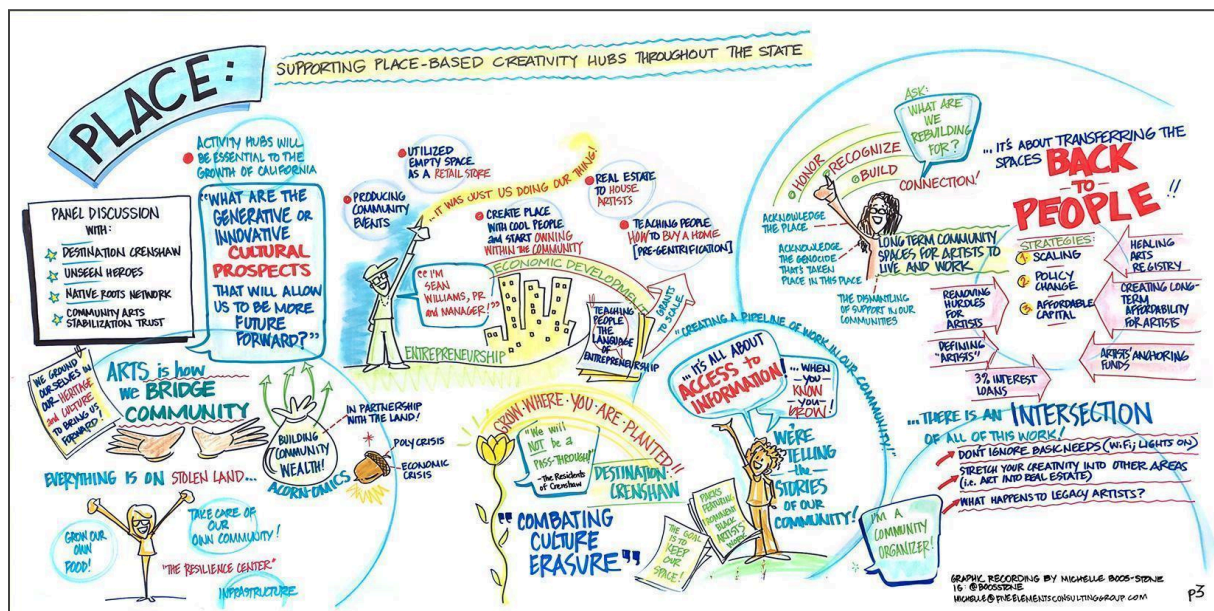 PLACE:
SUPPORTING PLACE-BASED CREATIVITY HUBS THROUGHOUT THE STATE
ACTIVITY HUBS WILL
BE ESSENTIAL TO THE
GROWTH OF CALIFORNIA
PANEL DISCUSSION
WITH:
DESTINATION CRENSHAW
UNSEEN HEROES
NATIVE ROOTS NETWORK
COMMUNITY ARTS
STABILIZATION TRUST
"WHAT ARE THE
GENERATIVE OR
INNOVATIVE
CULTURAL
PROSPECTS
THAT WILL ALLOW
US TO BE MORE
FUTURE
FORWARD?"
WE GROUND
OURSELVES IN
OUR HERITAGE
and CULTURE
TO BRING US
FORWARD!
ARTS is how
we BRIDGE
COMMUNITY
EVERYTHING IS ON STOLEN LAND...
GROW OUR
OWN
FOOD!
TAKE CARE OF
OUR
OWN COMMUNITY!
"THE RESILIENCE CENTER"
INFRASTRUCTURE
BUILDING
COMMUNITY
WEALTH!
ACORN-OMICS
IN PARTNERSHIP
WITH THE LAND!
POLY CRISIS
ECONOMIC
CRISIS
PRODUCING
COMMUNITY
EVENTS
UTILIZED
EMPTY SPACE
AS A RETAIL STORE
...IT WAS JUST US DOING OUR THING!
CREATE PLACE
WITH COOL PEOPLE
and START OWNING
WITHIN THE COMMUNITY
REAL ESTATE
TO HOUSE
ARTISTS
TEACHING PEOPLE
HOW TO BUY A HOME
[PRE-GENTRIFICATION]
"I'M
SEAN
WILLIAMS, PR
and MANAGER!"
ENTREPRENEURSHIP
ECONOMIC DEVELOPMENT
GRANTS
TO SCALE
TEACHING
PEOPLE
THE
LANGUAGE
OF
ENTREPRENEURSHIP
GROW WHERE YOU ARE PLANTED!!
"We will
NOT be a
PASS-THROUGH!"
-The Residents
of Crenshaw
DESTINATION
CRENSHAW
"COMBATING
CULTURE
ERASURE"
THE GOAL
IS TO
KEEP
OUR
SPACE!
PARKS
FEATURING
PROMINENT
BLACK
ARTISTS
WORK
"CREATING A PIPELINE OF WORK IN OUR COMMUNITY!"
...IT'S ALL ABOUT
ACCESS to
INFORMATION!
...WHEN
-you-
KNOW
-you-
GROW!
WE'RE
TELLING
-the-
STORIES
OF OUR
COMMUNITY!
ASK:
WHAT ARE
WE
REBUILDING
FOR?
HONOR
RECOGNIZE
BUILD
CONNECTION!
ACKNOWLEDGE
THE PLACE
ACKNOWLEDGE
THE GENOCIDE
THAT'S TAKEN
PLACE IN THIS PLACE
THE DISMANTLING
OF SUPPORT IN OUR
COMMUNITIES
LONG TERM COMMUNITY
SPACES FOR ARTISTS TO
LIVE AND WORK
...IT'S ABOUT TRANSFERRING THE
SPACES BACK
TO
PEOPLE!!
STRATEGIES:
1 SCALING
2 POLICY
CHANGE
3 AFFORDABLE
CAPITAL
REMOVING
HURDLES
FOR
ARTISTS
DEFINING
"ARTISTS"
3% INTEREST
LOANS
HEALING
ARTS
REGISTRY
CREATING LONG-
TERM
AFFORDABILITY
FOR ARTISTS
ARTISTS' ANCHORING
FUNDS
...THERE IS AN INTERSECTION
OF ALL OF THIS WORK!
DON'T IGNORE BASIC NEEDS (WiFi; LIGHTS ON)
STRETCH YOUR CREATIVITY INTO OTHER AREAS
(i.e. ART INTO REAL ESTATE)
WHAT HAPPENS TO LEGACY ARTISTS?
I'M A
COMMUNITY
ORGANIZER!
GRAPHIC RECORDING BY MICHELLE BOOS-STONE
IG: @BOOSSTONE
MICHELLE@FIVEELEMENTSCONSULTINGGROUP.COM
p3